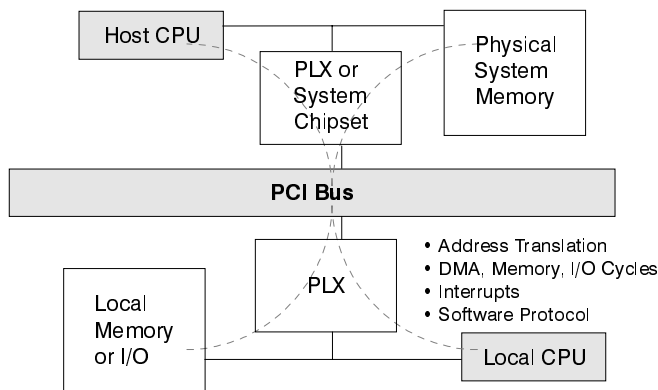 Host CPU
PLX or
System
Chipset
Physical
System
Memory
PCI Bus
Local
Memory
or I/O
PLX
• Address Translation
• DMA, Memory, I/O Cycles
• Interrupts
• Software Protocol
Local CPU